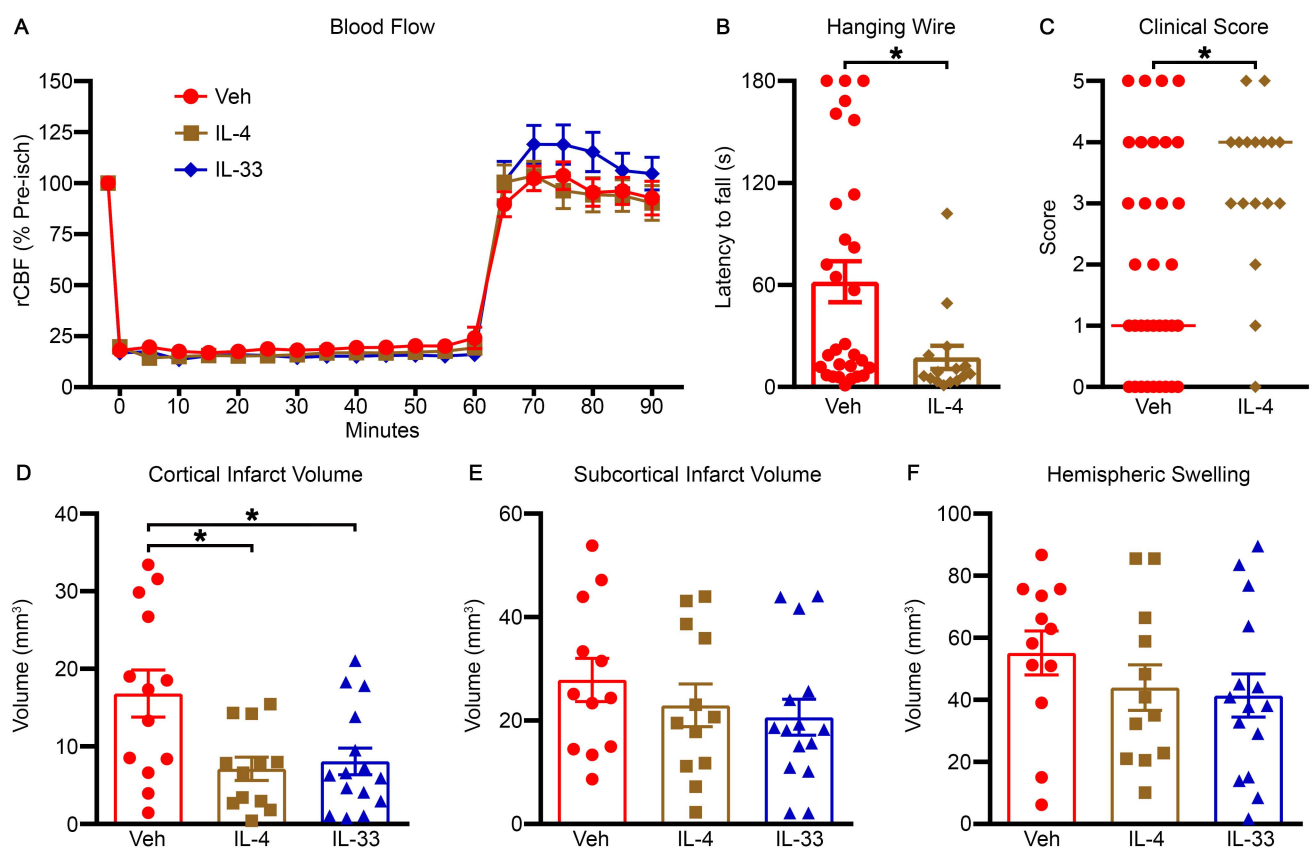 A Blood Flow
rCBF (% Pre-isch)
150
125
100
75
50
25
0
Veh
IL-4
IL-33
0 10 20 30 40 50 60 70 80 90
Minutes
B Hanging Wire
*
Latency to fall (s)
180
120
60
0
Veh IL-4
C Clinical Score
*
Score
5
4
3
2
1
0
Veh IL-4
D Cortical Infarct Volume
*
*
Volume (mm³)
40
30
20
10
0
Veh IL-4 IL-33
E Subcortical Infarct Volume
Volume (mm³)
60
40
20
0
Veh IL-4 IL-33
F Hemispheric Swelling
Volume (mm³)
100
80
60
40
20
0
Veh IL-4 IL-33